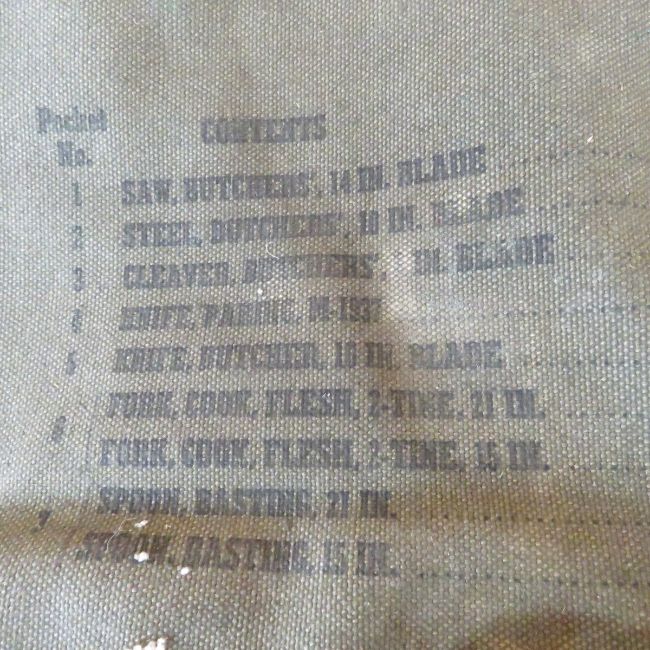 Pocket CONTENTS
No.
1 SAW, BUTCHERS', 14 IN. BLADE
2 STEEL, BUTCHERS', 10 IN. BLADE
3 CLEAVER, BUTCHERS', IN. BLADE
4 KNIFE, PARING, M-1937
5 KNIFE, BUTCHER, 10 IN. BLADE
FORK, COOK, FLESH, 2-TINE, 21 IN.
6
FORK, COOK, FLESH, 2-TINE, 15 IN.
SPOON, BASTING, 21 IN.
7
SPOON, BASTING, 15 IN.